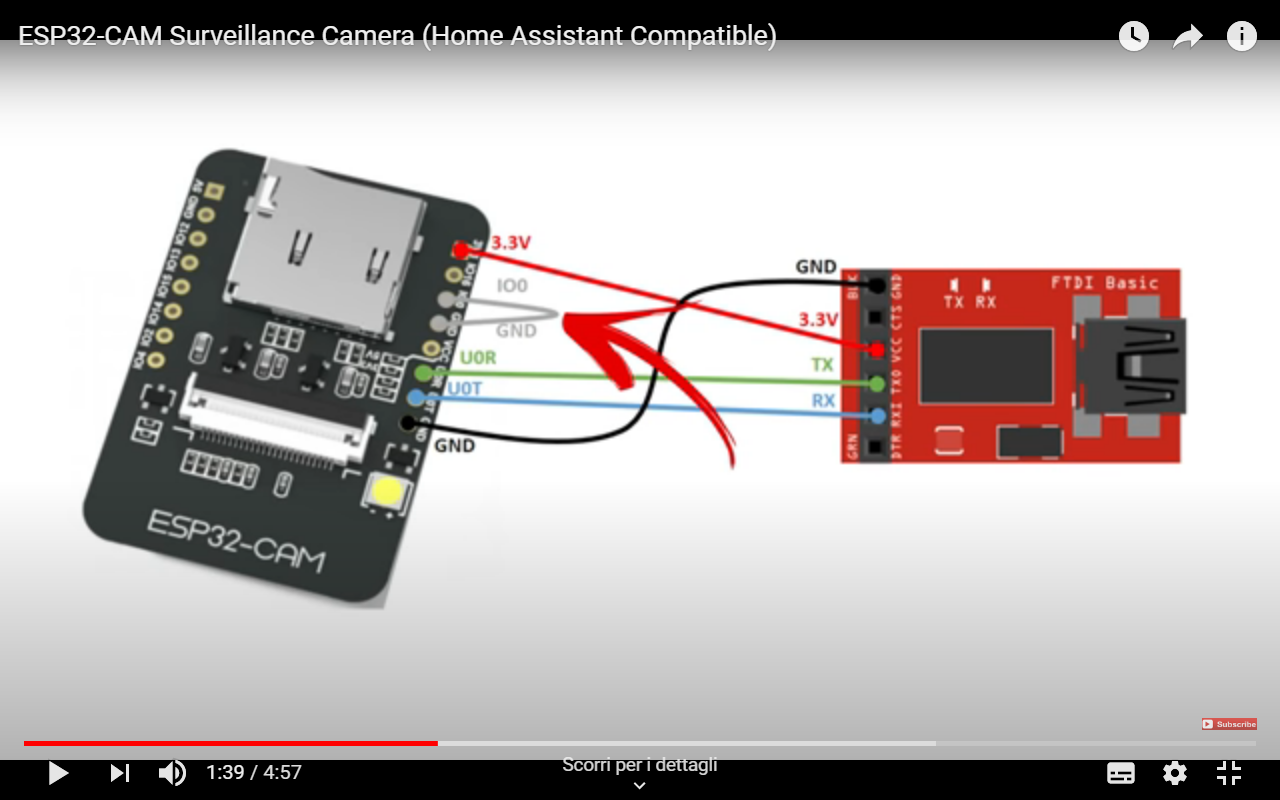 ESP32-CAM Surveillance Camera (Home Assistant Compatible)
5V
GND
IO12
IO13
IO15
IO14
IO2
IO4
3.3V
IO0
GND
U0R
U0T
GND
VCC
ESP32-CAM
GND
3.3V
TX
RX
BLK
GRN
GND
CTS
VCC
TXO
RXI
DTR
TX RX
FTDI Basic
Subscribe
1:39 / 4:57
Scorri per i dettagli